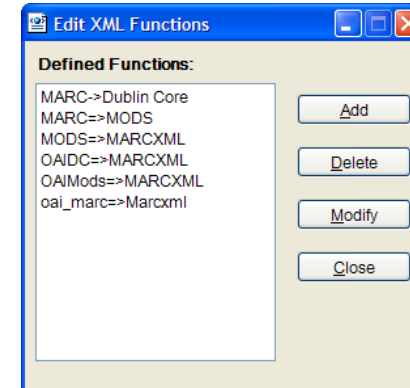 Edit XML Functions
Defined Functions:
MARC->Dublin Core
MARC=>MODS
MODS=>MARCXML
OAIDC=>MARCXML
OAIMods=>MARCXML
oai_marc=>Marcxml
Add
Delete
Modify
Close